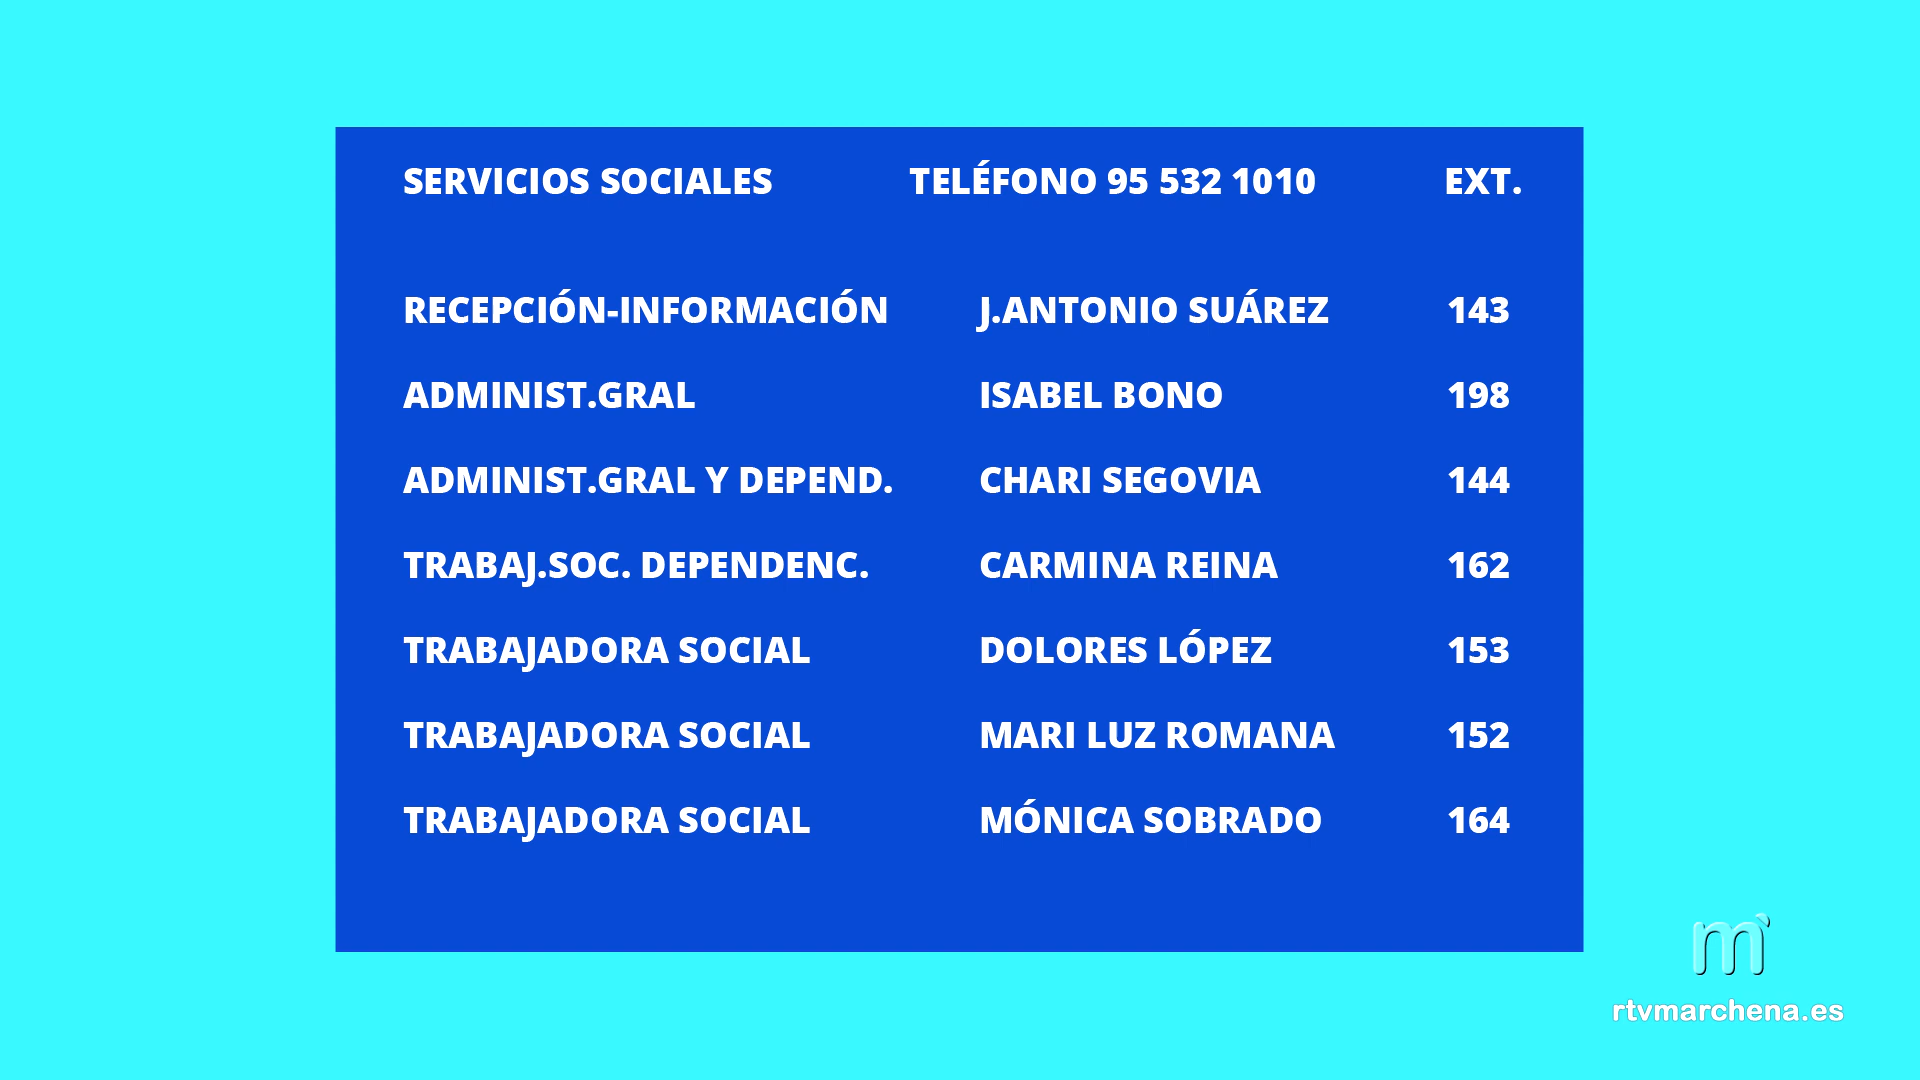 SERVICIOS SOCIALES TELÉFONO 95 532 1010 EXT.
RECEPCIÓN-INFORMACIÓN J.ANTONIO SUÁREZ 143
ADMINIST.GRAL ISABEL BONO 198
ADMINIST.GRAL Y DEPEND. CHARI SEGOVIA 144
TRABAJ.SOC. DEPENDENC. CARMINA REINA 162
TRABAJADORA SOCIAL DOLORES LÓPEZ 153
TRABAJADORA SOCIAL MARI LUZ ROMANA 152
TRABAJADORA SOCIAL MÓNICA SOBRADO 164
m
rtvmarchena.es